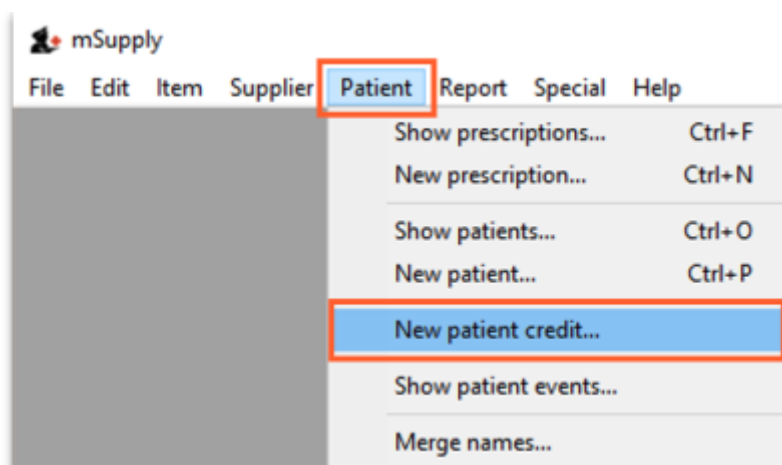 mSupply
File Edit Item Supplier Patient Report Special Help
Show prescriptions... Ctrl+F
New prescription... Ctrl+N
Show patients... Ctrl+O
New patient... Ctrl+P
New patient credit...
Show patient events...
Merge names...